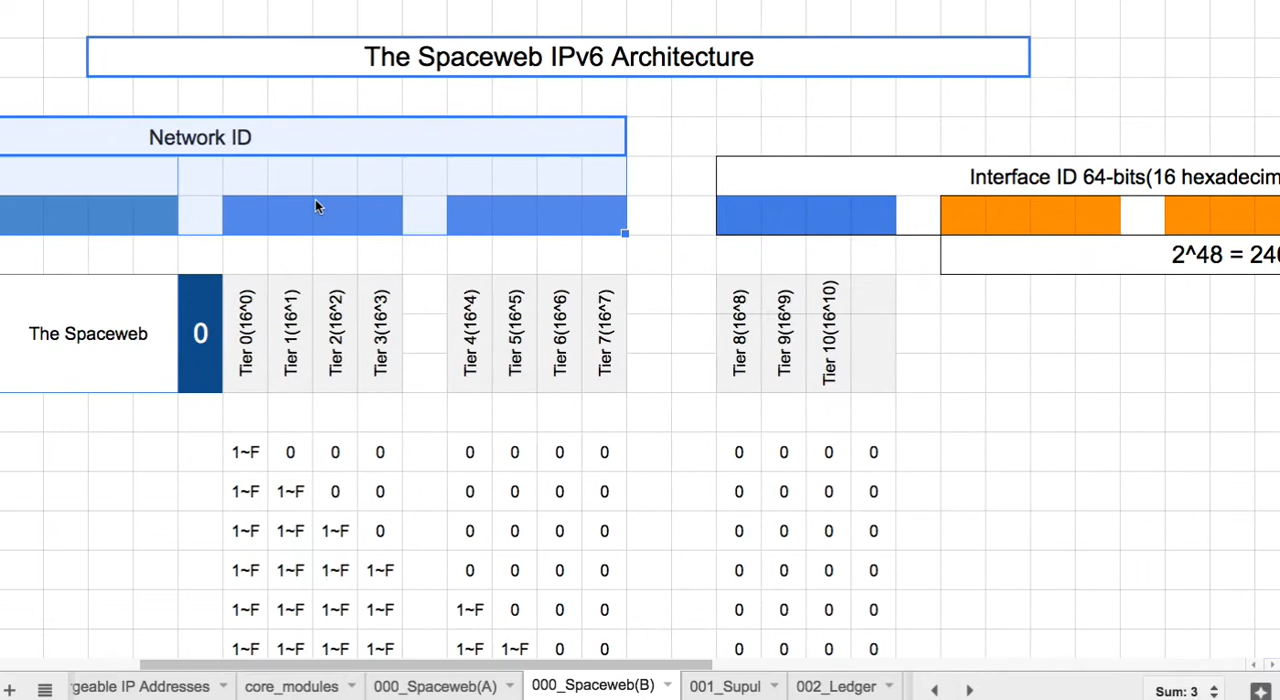 The Spaceweb IPv6 Architecture
Network ID
Interface ID 64-bits(16 hexadecim
2^48 = 246
The Spaceweb 0 Tier 0(16^0) Tier 1(16^1) Tier 2(16^2) Tier 3(16^3) Tier 4(16^4) Tier 5(16^5) Tier 6(16^6) Tier 7(16^7) Tier 8(16^8) Tier 9(16^9) Tier 10(16^10)
1~F 0 0 0 0 0 0 0 0 0 0 0
1~F 1~F 0 0 0 0 0 0 0 0 0 0
1~F 1~F 1~F 0 0 0 0 0 0 0 0 0
1~F 1~F 1~F 1~F 0 0 0 0 0 0 0 0
1~F 1~F 1~F 1~F 1~F 0 0 0 0 0 0 0
1~F 1~F 1~F 1~F 1~F 1~F 0 0 0 0 0 0
geable IP Addresses core_modules 000_Spaceweb(A) 000_Spaceweb(B) 001_Supul 002_Ledger Sum: 3